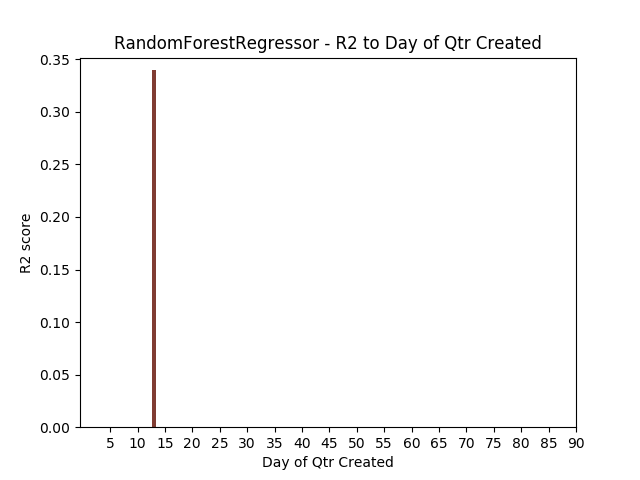 RandomForestRegressor - R2 to Day of Qtr Created
0.35
0.30
0.25
0.20
0.15
0.10
0.05
0.00
R2 score
5 10 15 20 25 30 35 40 45 50 55 60 65 70 75 80 85 90
Day of Qtr Created